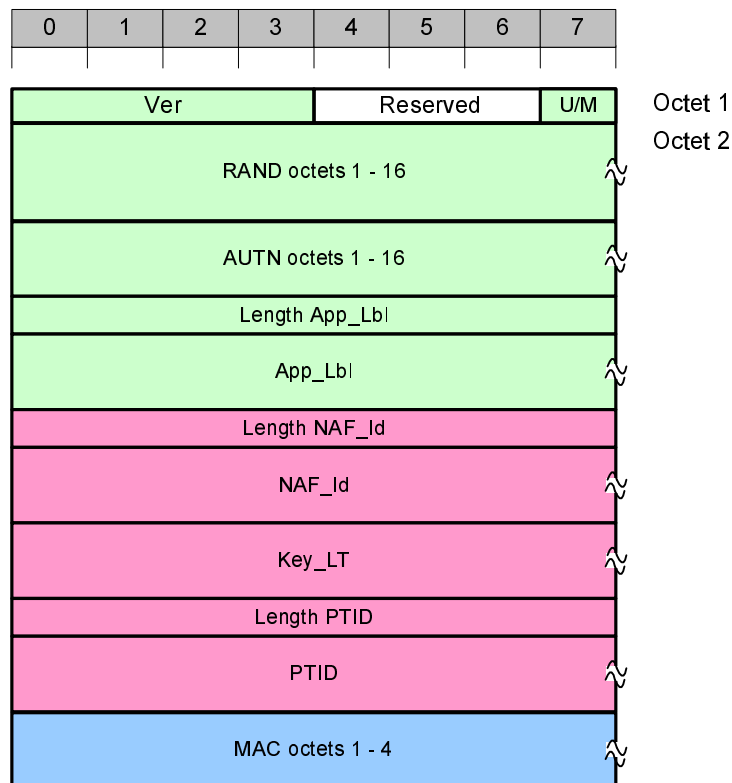 0 1 2 3 4 5 6 7
Ver Reserved U/M Octet 1
Octet 2
RAND octets 1 - 16
AUTN octets 1 - 16
Length App_Lbl
App_Lbl
Length NAF_Id
NAF_Id
Key_LT
Length PTID
PTID
MAC octets 1 - 4